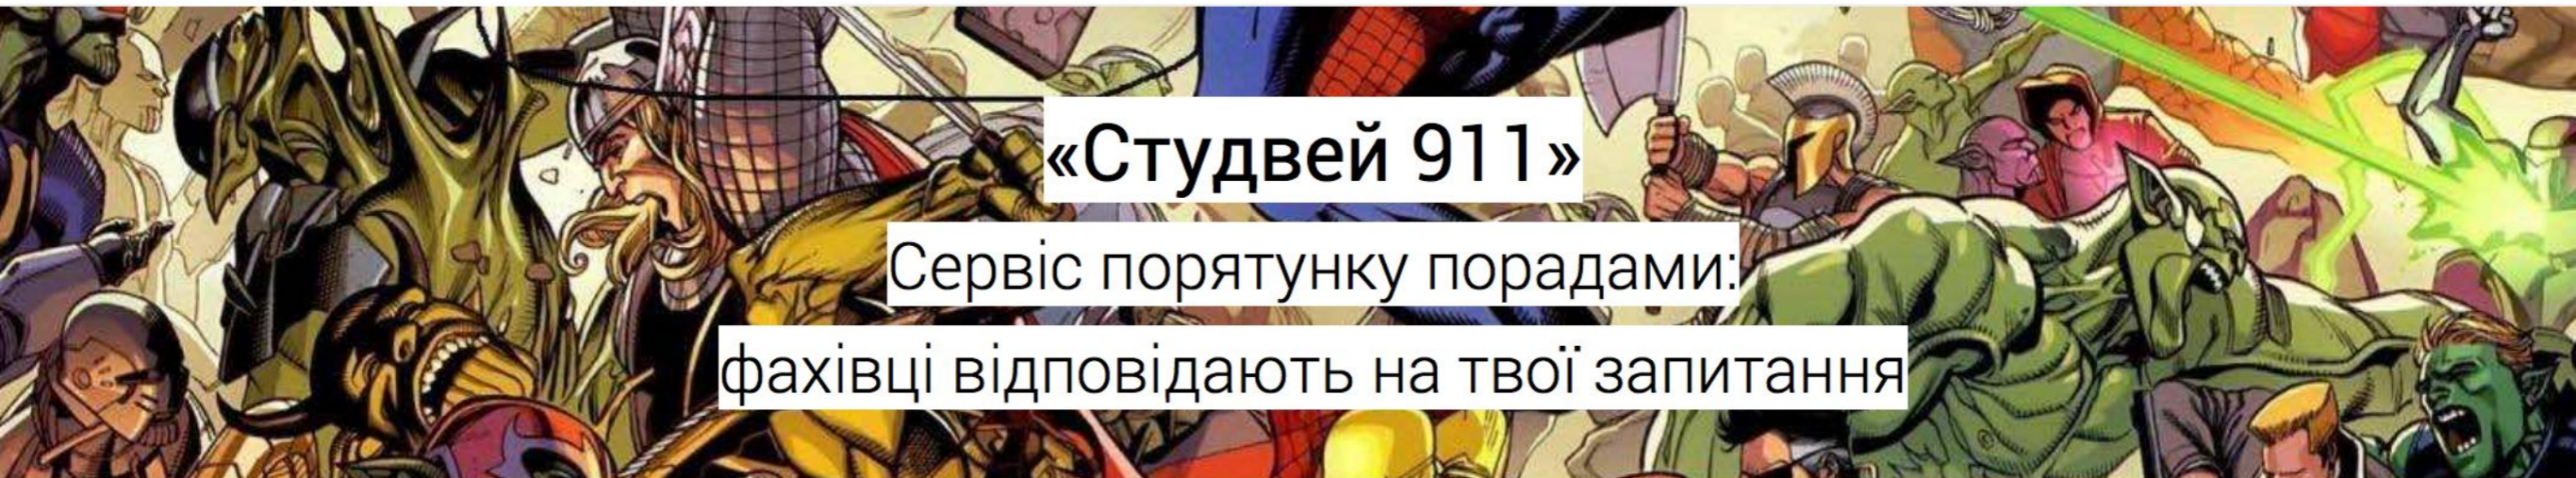 «Студвей 911»
Сервіс порятунку порадами:
фахівці відповідають на твої запитання